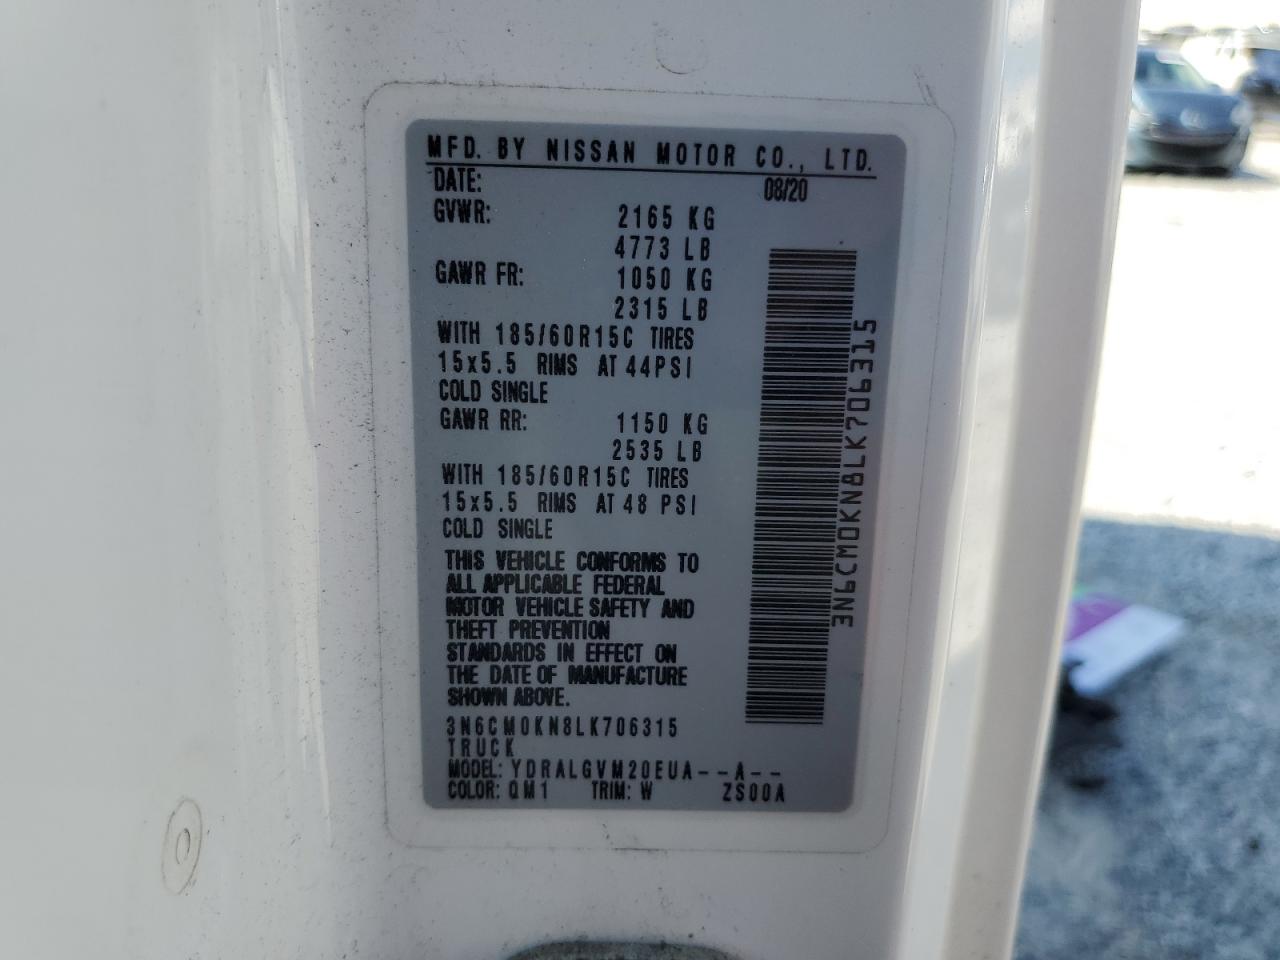 MFD. BY NISSAN MOTOR CO., LTD.
DATE: 08/20
GVWR: 2165 KG
4773 LB
GAWR FR: 1050 KG
2315 LB
WITH 185/60R15C TIRES
15x5.5 RIMS AT 44PSI
COLD SINGLE
GAWR RR: 1150 KG
2535 LB
WITH 185/60R15C TIRES
15x5.5 RIMS AT 48 PSI
COLD SINGLE
THIS VEHICLE CONFORMS TO
ALL APPLICABLE FEDERAL
MOTOR VEHICLE SAFETY AND
THEFT PREVENTION
STANDARDS IN EFFECT ON
THE DATE OF MANUFACTURE
SHOWN ABOVE.
3N6CM0KN8LK706315
TRUCK
MODEL: YDRALGVM20EUA--A--
COLOR: QM1 TRIM: W ZS00A
3N6CM0KN8LK706315